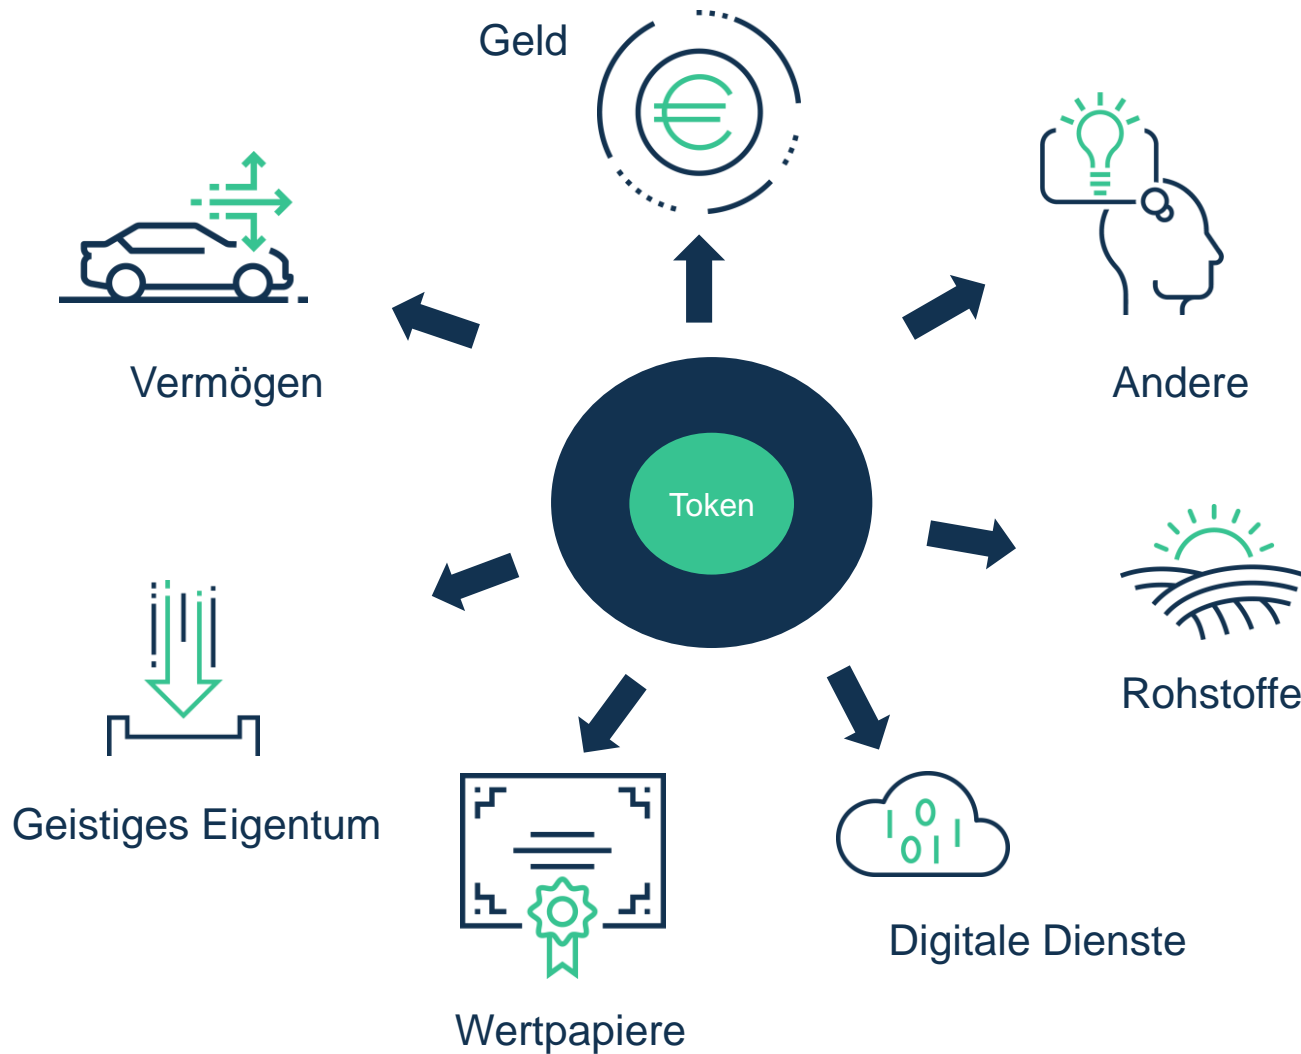 Geld
Vermögen
Andere
Token
Rohstoffe
Geistiges Eigentum
Digitale Dienste
Wertpapiere